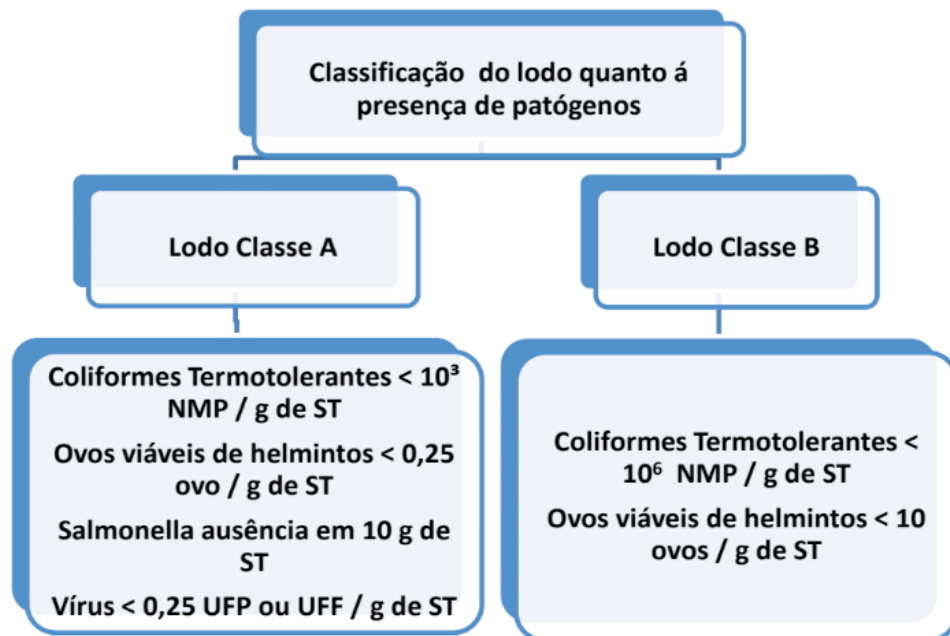 Classificação do lodo quanto á
presença de patógenos
Lodo Classe A
Lodo Classe B
Coliformes Termotolerantes < 10³
NMP / g de ST
Ovos viáveis de helmintos < 0,25
ovo / g de ST
Salmonella ausência em 10 g de
ST
Vírus < 0,25 UFP ou UFF / g de ST
Coliformes Termotolerantes <
10⁶ NMP / g de ST
Ovos viáveis de helmintos < 10
ovos / g de ST